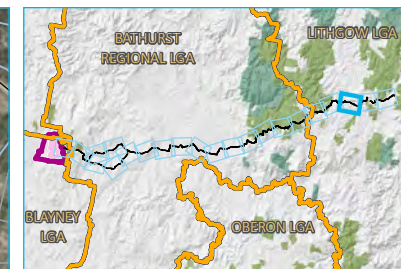 BATHURST
REGIONAL LGA
LITHGOW LGA
BLAYNEY
LGA
OBERON LGA